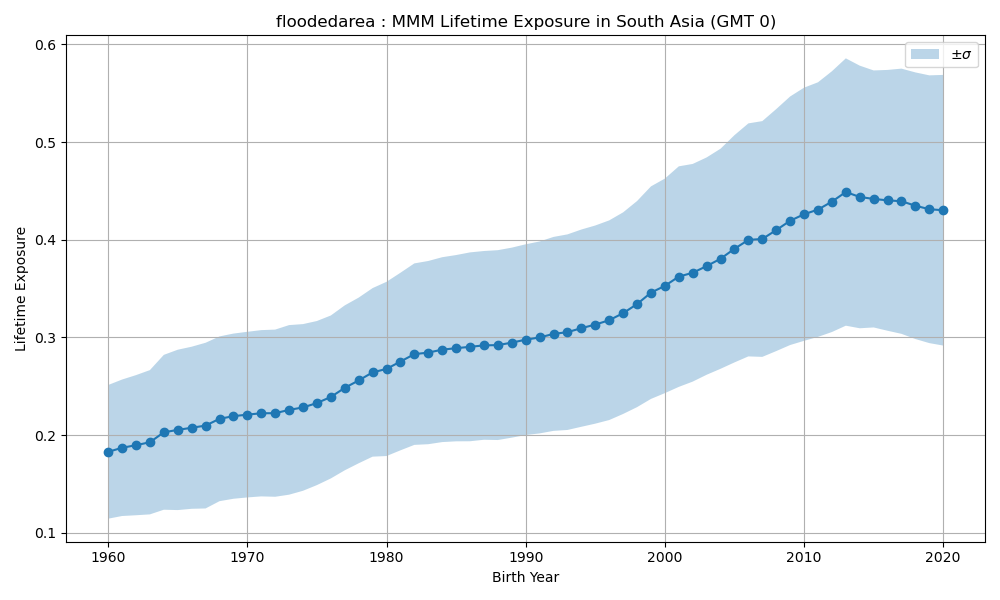 floodedarea : MMM Lifetime Exposure in South Asia (GMT 0)
±σ
0.6
0.5
0.4
0.3
0.2
0.1
Lifetime Exposure
1960 1970 1980 1990 2000 2010 2020
Birth Year